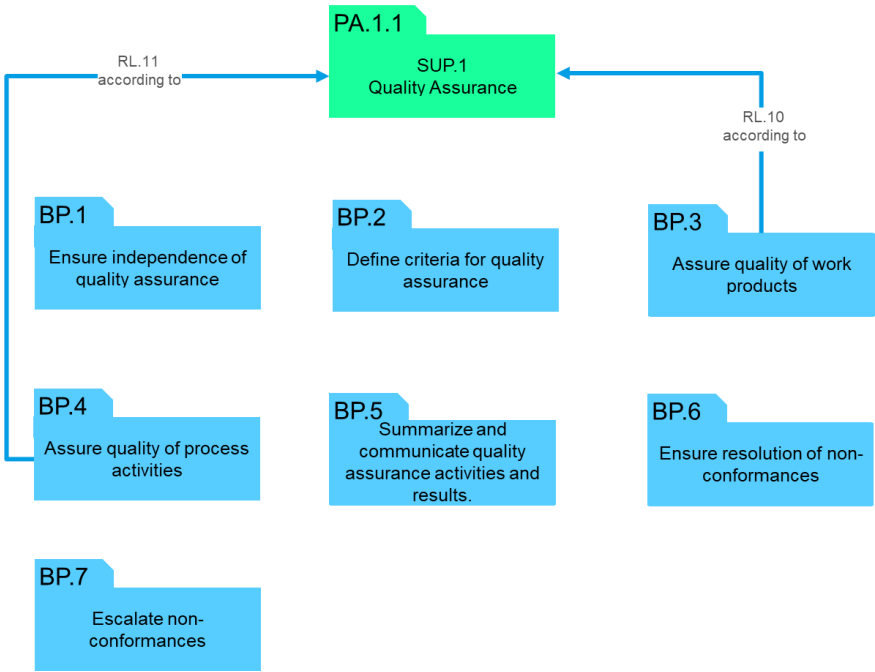 PA.1.1
SUP.1
Quality Assurance
RL.11
according to
RL.10
according to
BP.1
Ensure independence of
quality assurance
BP.2
Define criteria for quality
assurance
BP.3
Assure quality of work
products
BP.4
Assure quality of process
activities
BP.5
Summarize and
communicate quality
assurance activities and
results.
BP.6
Ensure resolution of non-
conformances
BP.7
Escalate non-
conformances